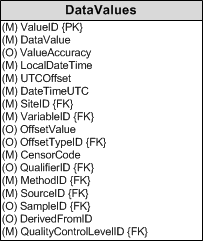 DataValues
(M) ValueID {PK}
(M) DataValue
(O) ValueAccuracy
(M) LocalDateTime
(M) UTCOffset
(M) DateTimeUTC
(M) SiteID {FK}
(M) VariableID {FK}
(O) OffsetValue
(O) OffsetTypeID {FK}
(M) CensorCode
(O) QualifierID {FK}
(M) MethodID {FK}
(M) SourceID {FK}
(O) SampleID {FK}
(O) DerivedFromID
(M) QualityControlLevelID {FK}